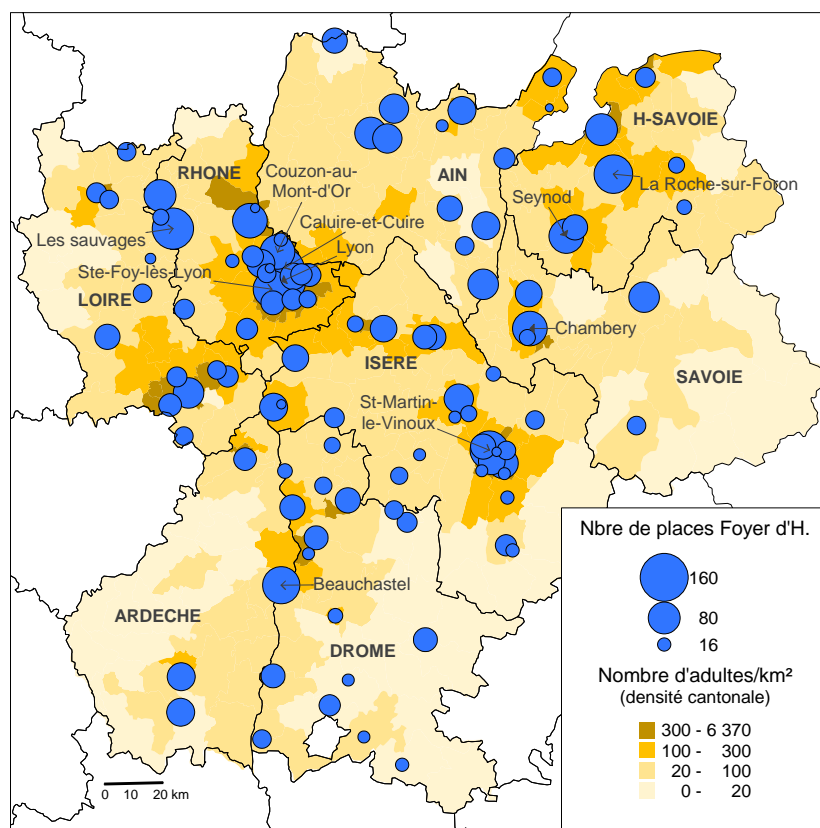 H-SAVOIE
RHONE
Couzon-au-
Mont-d'Or
AIN
La Roche-sur-Foron
Seynod
Caluire-et-Cuire
Les sauvages
Lyon
Ste-Foy-lès-Lyon
LOIRE
Chambery
ISERE
SAVOIE
St-Martin-
le-Vinoux
Beauchastel
ARDECHE
DROME
0 10 20 km
Nbre de places Foyer d'H.
160
80
16
Nombre d'adultes/km²
(densité cantonale)
300 - 6 370
100 - 300
20 - 100
0 - 20